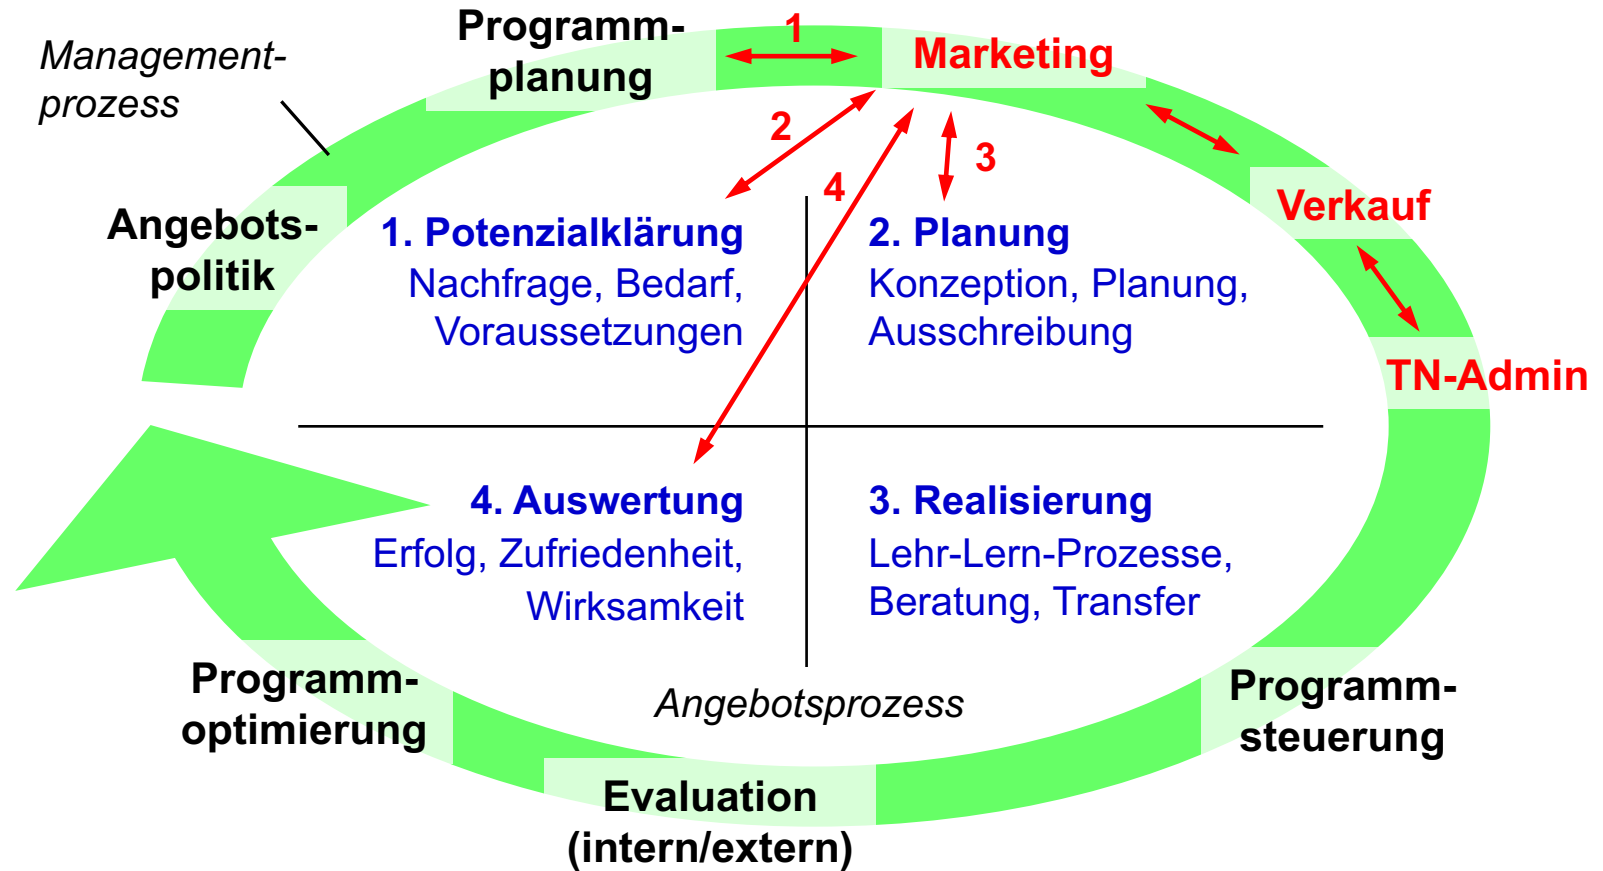 Management-
prozess
Programm-
planung
1
Marketing
2
3
4
Verkauf
Angebots-
politik
1. Potenzialklärung
Nachfrage, Bedarf,
Voraussetzungen
2. Planung
Konzeption, Planung,
Ausschreibung
TN-Admin
4. Auswertung
Erfolg, Zufriedenheit,
Wirksamkeit
3. Realisierung
Lehr-Lern-Prozesse,
Beratung, Transfer
Programm-
optimierung
Angebotsprozess
Programm-
steuerung
Evaluation
(intern/extern)